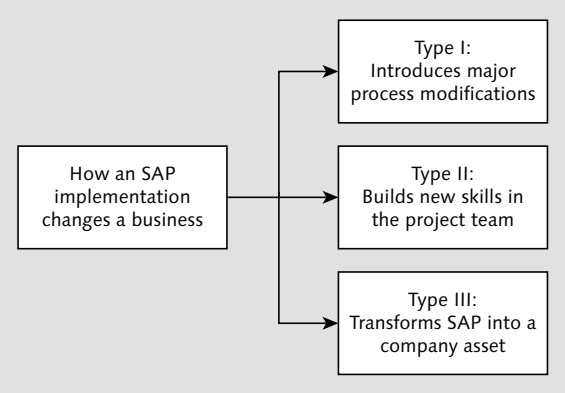 Type I:
Introduces major
process modifications
How an SAP
implementation
changes a business
Type II:
Builds new skills in
the project team
Type III:
Transforms SAP into a
company asset